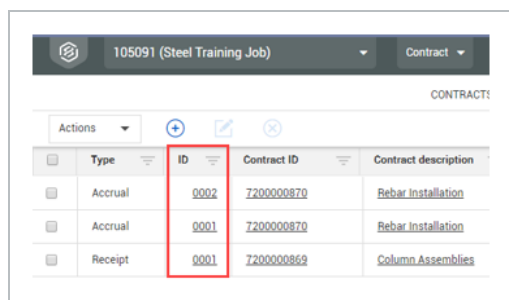 105091 (Steel Training Job) Contract
CONTRACTS
Actions
Type ID Contract ID Contract description
Accrual 0002 7200000870 Rebar Installation
Accrual 0001 7200000870 Rebar Installation
Receipt 0001 7200000869 Column Assemblies